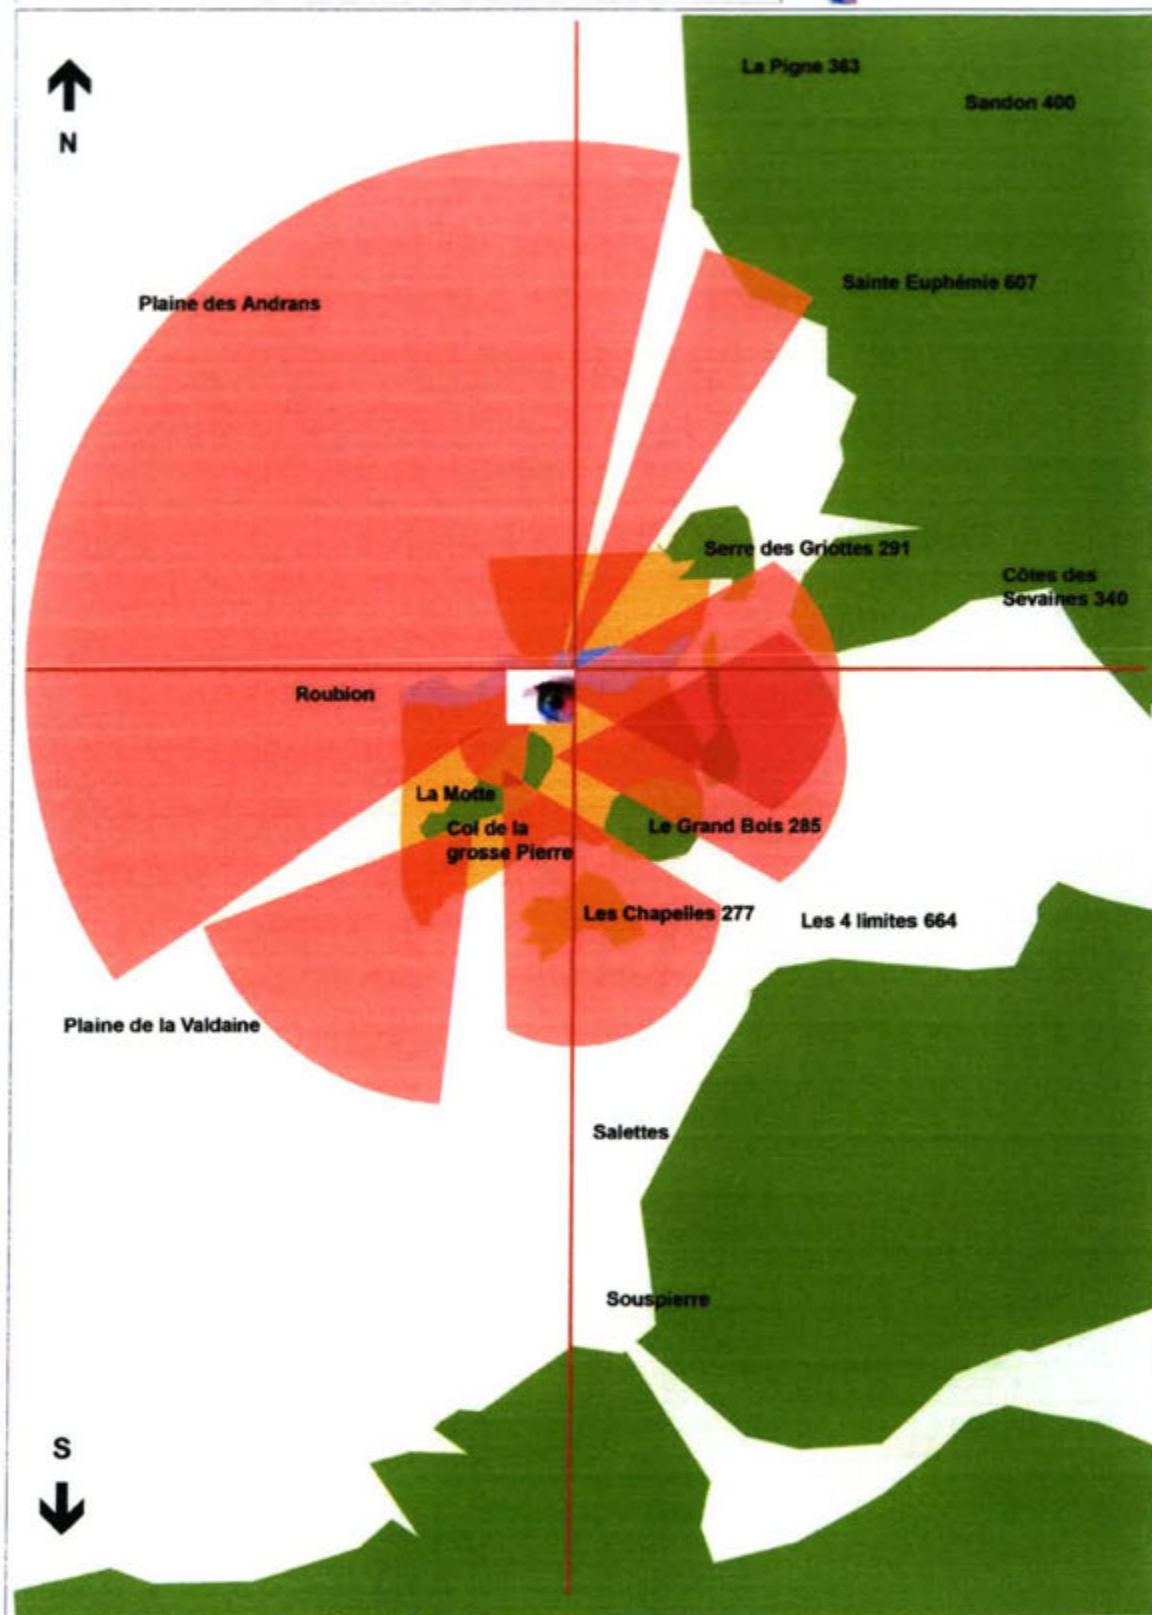 La Pigne 363
Sandon 400
N
Sainte Euphémie 607
Plaine des Andrans
Serre des Griottes 291
Côtes des
Sevaines 340
Roubion
La Motte
Col de la
grosse Pierre
Le Grand Bois 285
Les Chapelles 277
Les 4 limites 664
Plaine de la Valdaine
Salettes
Souspierre
S